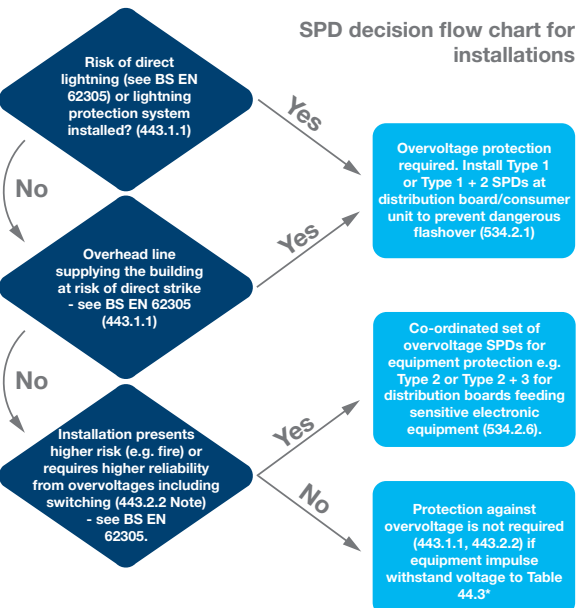 SPD decision flow chart for
installations
Risk of direct
lightning (see BS EN
62305) or lightning
protection system
installed? (443.1.1)
Yes
Overvoltage protection
required. Install Type 1
or Type 1 + 2 SPDs at
distribution board/consumer
unit to prevent dangerous
flashover (534.2.1)
No
Overhead line
supplying the building
at risk of direct strike
- see BS EN 62305
(443.1.1)
Yes
No
Co-ordinated set of
overvoltage SPDs for
equipment protection e.g.
Type 2 or Type 2 + 3 for
distribution boards feeding
sensitive electronic
equipment (534.2.6).
Installation presents
higher risk (e.g. fire) or
requires higher reliability
from overvoltages including
switching (443.2.2 Note)
- see BS EN
62305.
Yes
No
Protection against
overvoltage is not required
(443.1.1, 443.2.2) if
equipment impulse
withstand voltage to Table
44.3*